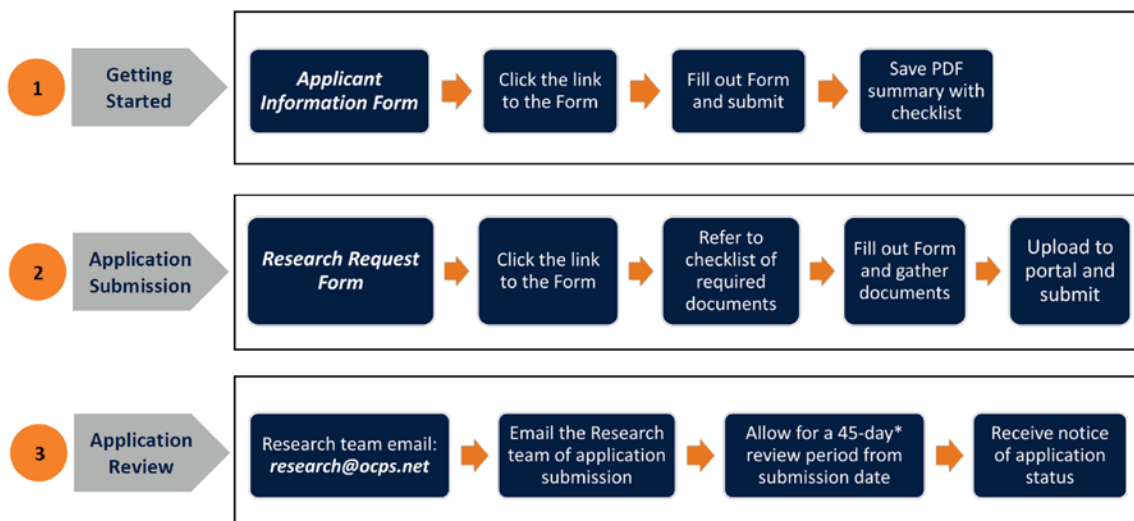 1
Getting
Started
Applicant
Information Form
Click the link
to the Form
Fill out Form
and submit
Save PDF
summary with
checklist
2
Application
Submission
Research Request
Form
Click the link
to the Form
Refer to
checklist of
required
documents
Fill out Form
and gather
documents
Upload to
portal and
submit
3
Application
Review
Research team email:
research@ocps.net
Email the Research
team of application
submission
Allow for a 45-day*
review period from
submission date
Receive notice
of application
status